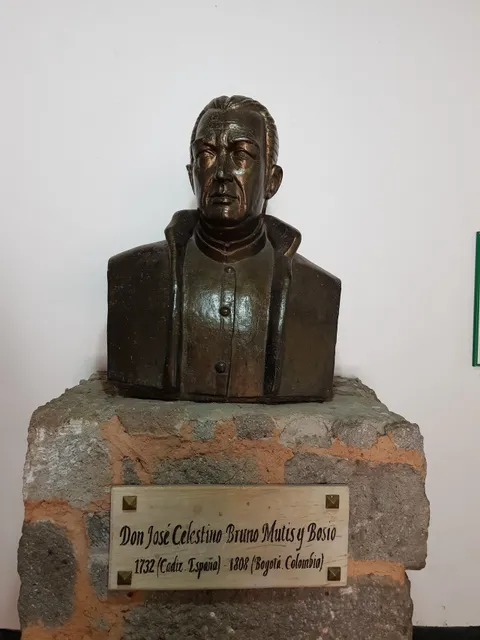 Don José Celestino Bruno Mutis y Bosio
1732 (Cadiz. España) - 1808 (Bogotá. Colombia)